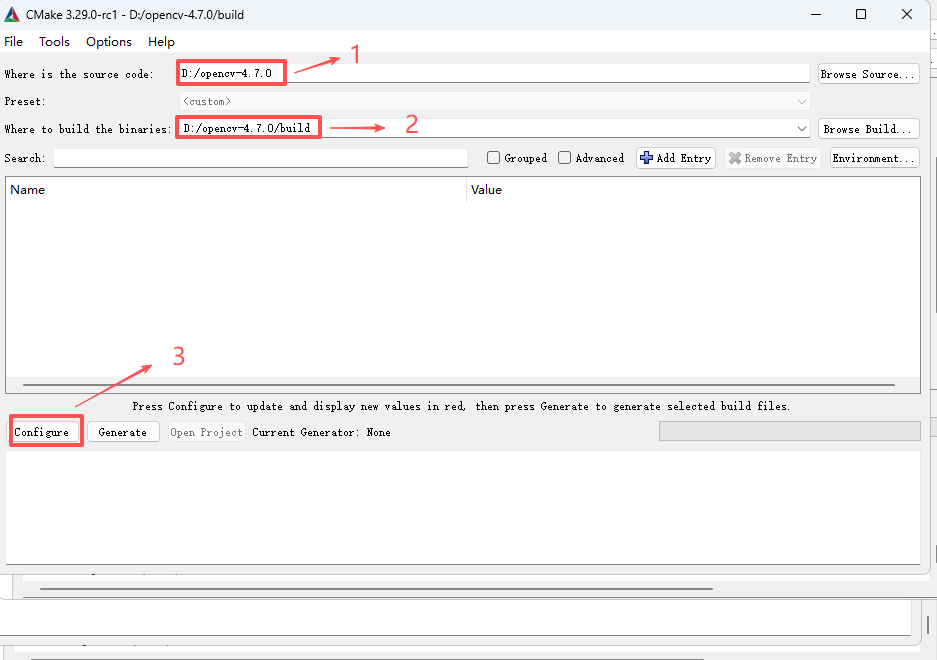 CMake 3.29.0-rc1 - D:/opencv-4.7.0/build
File Tools Options Help
1
Where is the source code: D:/opencv-4.7.0 Browse Source...
Preset: <custom>
2
Where to build the binaries: D:/opencv-4.7.0/build Browse Build...
Search: Grouped Advanced Add Entry Remove Entry Environment...
Name Value
3
Press Configure to update and display new values in red, then press Generate to generate selected build files.
Configure Generate Open Project Current Generator: None